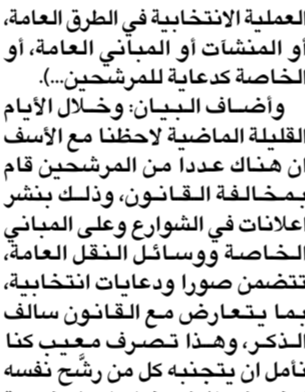 العملية الانتخابية في الطرق العامة،
أو المنشآت أو المباني العامة، أو
الخاصة كدعاية للمرشحين...).
وأضاف البيان: وخلال الأيام
القليلة الماضية لاحظنا مع الأسف
ان هناك عددا من المرشحين قام
بمخالفة القانون، وذلك بنشر
اعلانات في الشوارع وعلى المباني
الخاصة ووسائل النقل العامة،
تتضمن صورا ودعايات انتخابية،
بما يتعارض مع القانون سالف
الذكر، وهذا تصرف معيب كنا
نأمل ان يتجنبه كل من رشَّح نفسه